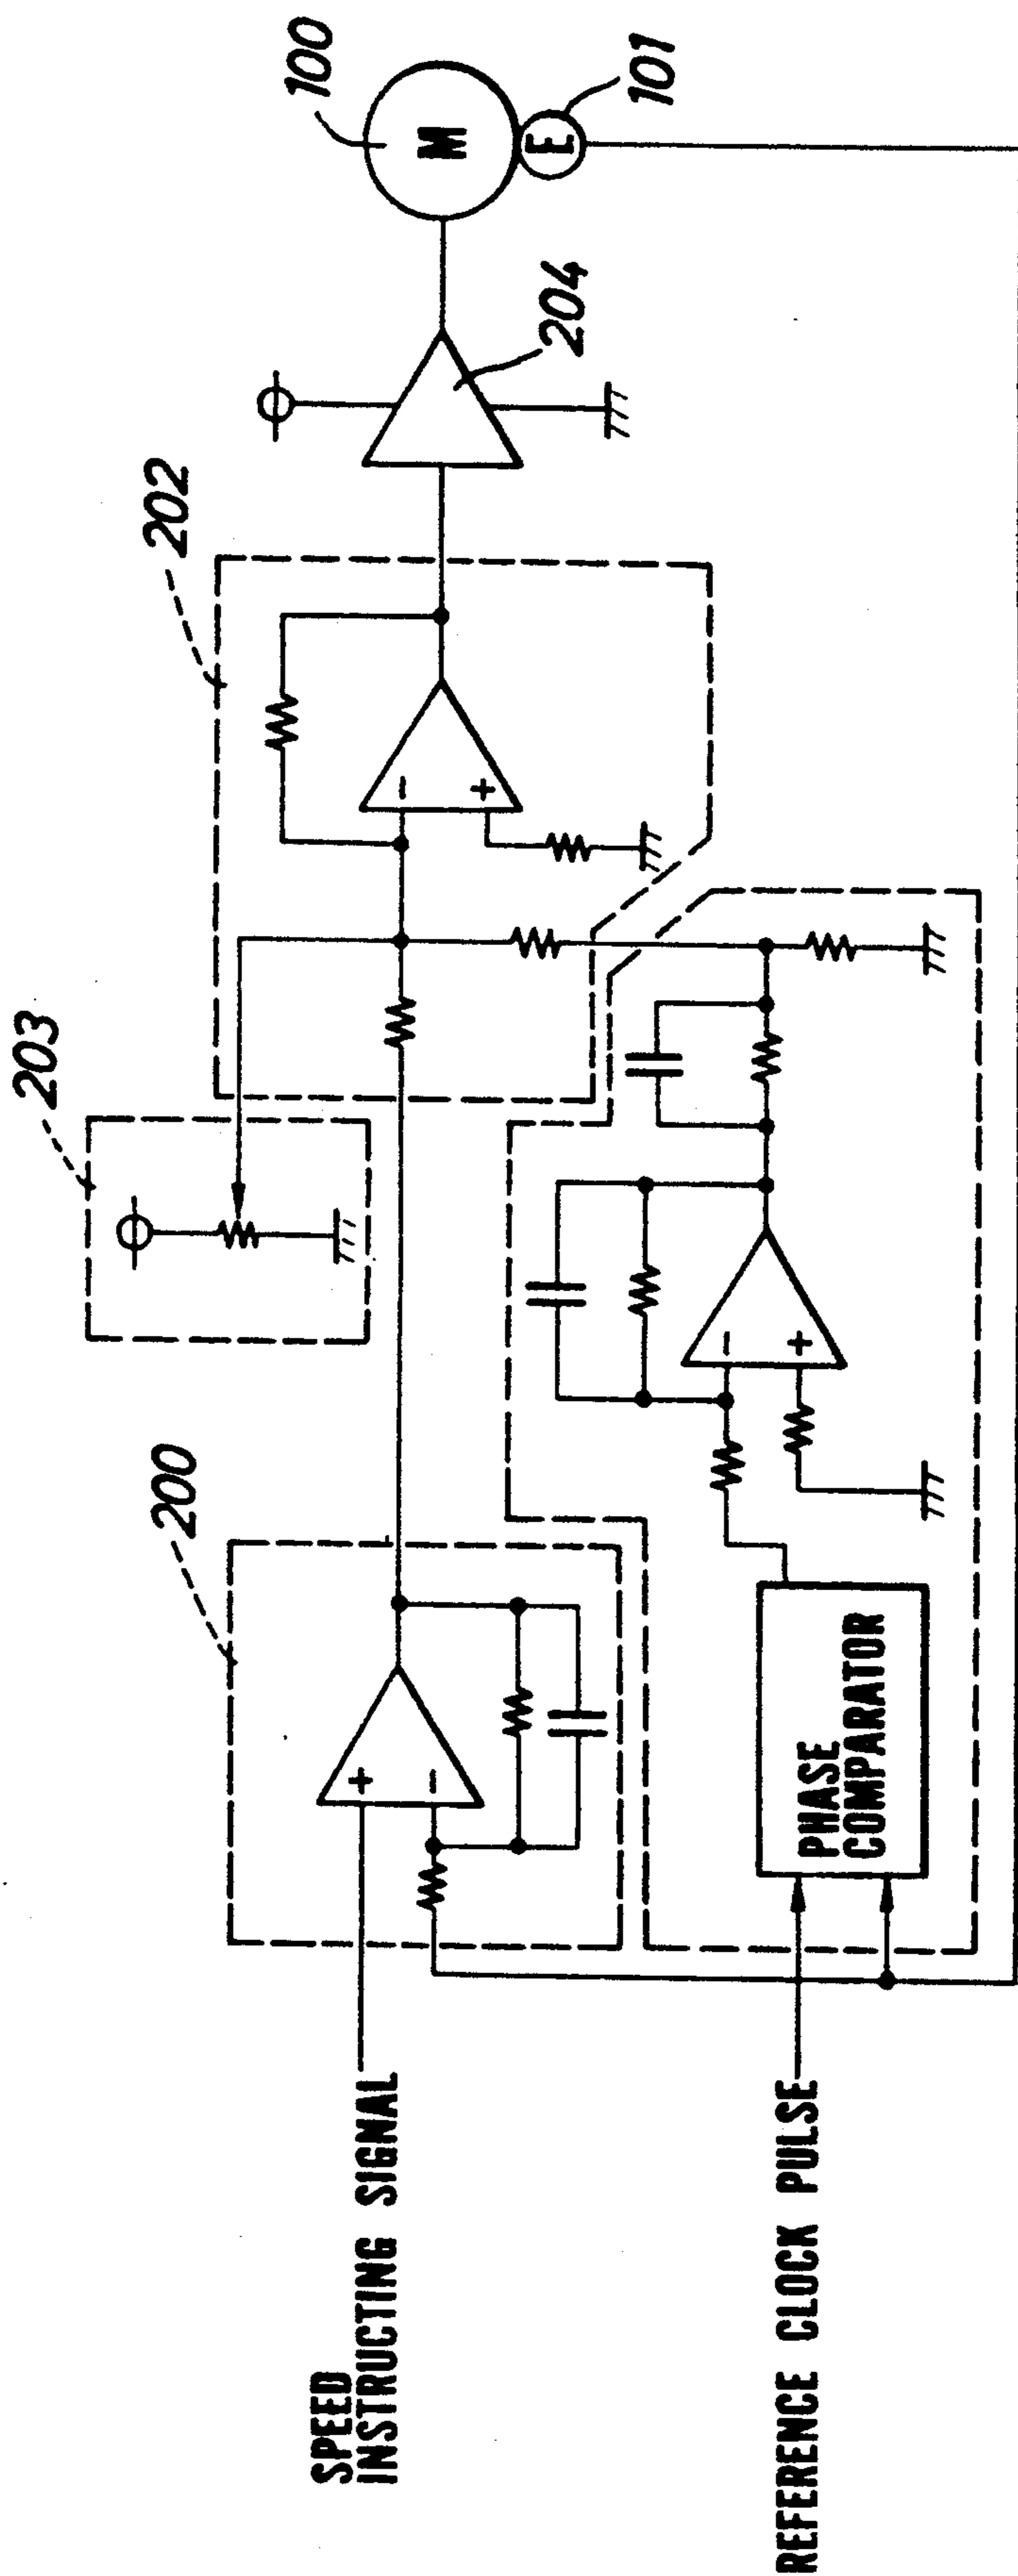 SPEED
INSTRUCTING SIGNAL
REFERENCE CLOCK PULSE
200
+
−
PHASE
COMPARATOR
−
+
203
202
−
+
204
100
M
E
101